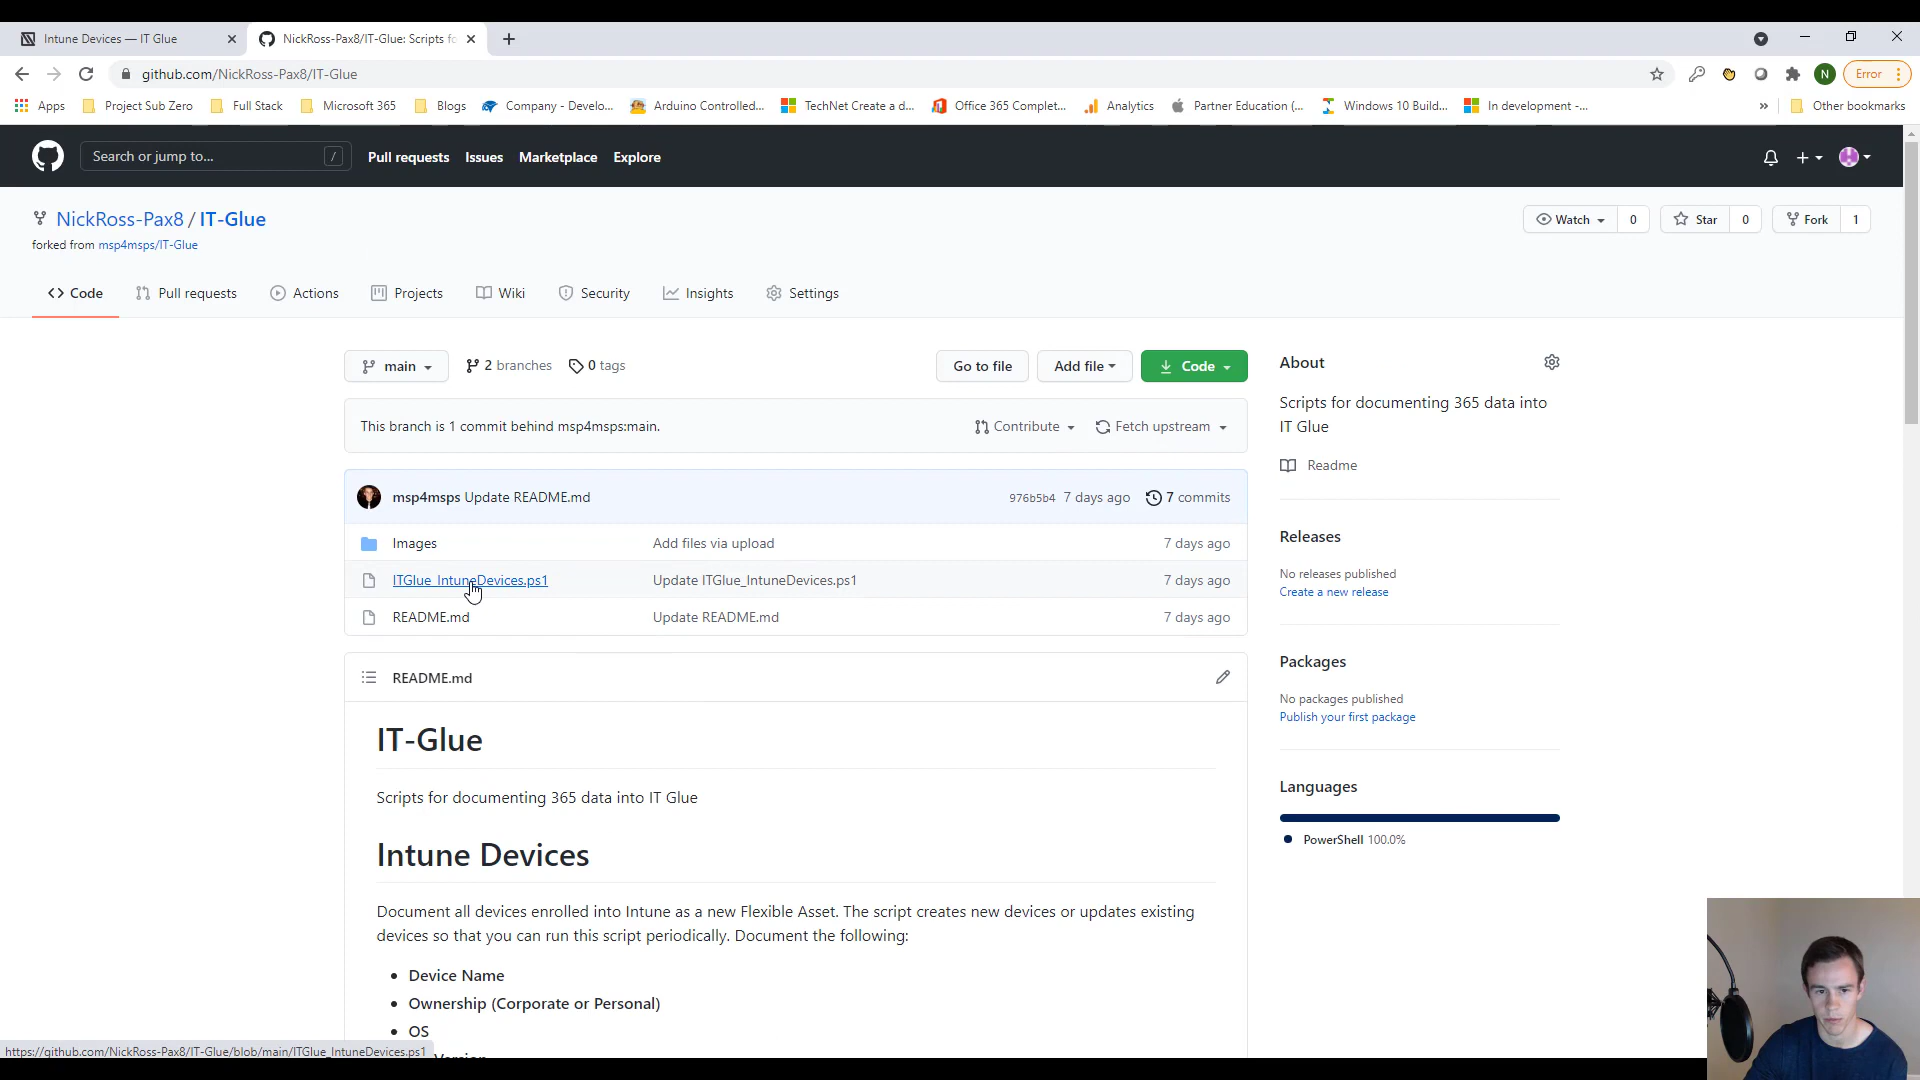 Intune Devices — IT Glue
NickRoss-Pax8/IT-Glue: Scripts fo
github.com/NickRoss-Pax8/IT-Glue
N
Error
Apps
Project Sub Zero
Full Stack
Microsoft 365
Blogs
Company - Develo...
Arduino Controlled...
TechNet Create a d...
Office 365 Complet...
Analytics
Partner Education (...
Windows 10 Build...
In development -...
»
Other bookmarks
Search or jump to...
/
Pull requests
Issues
Marketplace
Explore
NickRoss-Pax8 / IT-Glue
forked from msp4msps/IT-Glue
Watch 0
Star 0
Fork 1
Code
Pull requests
Actions
Projects
Wiki
Security
Insights
Settings
main
2 branches
0 tags
Go to file
Add file
Code
This branch is 1 commit behind msp4msps:main.
Contribute
Fetch upstream
msp4msps Update README.md
976b5b4 7 days ago
7 commits
Images
Add files via upload
7 days ago
ITGlue_IntuneDevices.ps1
Update ITGlue_IntuneDevices.ps1
7 days ago
README.md
Update README.md
7 days ago
README.md
IT-Glue
Scripts for documenting 365 data into IT Glue
Intune Devices
Document all devices enrolled into Intune as a new Flexible Asset. The script creates new devices or updates existing
devices so that you can run this script periodically. Document the following:
• Device Name
• Ownership (Corporate or Personal)
• OS
About
Scripts for documenting 365 data into
IT Glue
Readme
Releases
No releases published
Create a new release
Packages
No packages published
Publish your first package
Languages
PowerShell 100.0%
https://github.com/NickRoss-Pax8/IT-Glue/blob/main/ITGlue_IntuneDevices.ps1